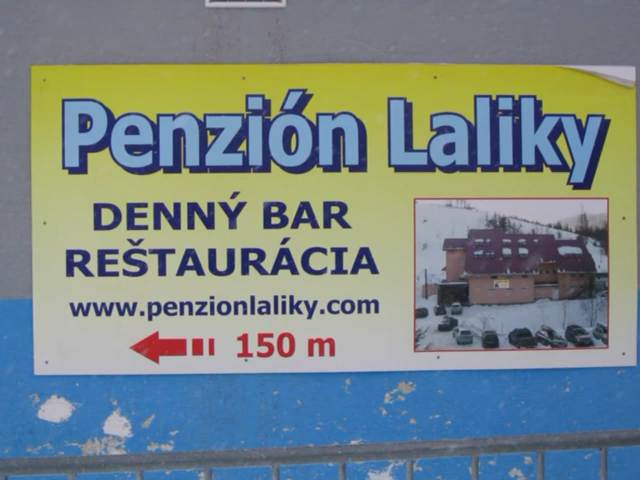 Penzión Laliky
DENNÝ BAR
REŠTAURÁCIA
www.penzionlaliky.com
150 m